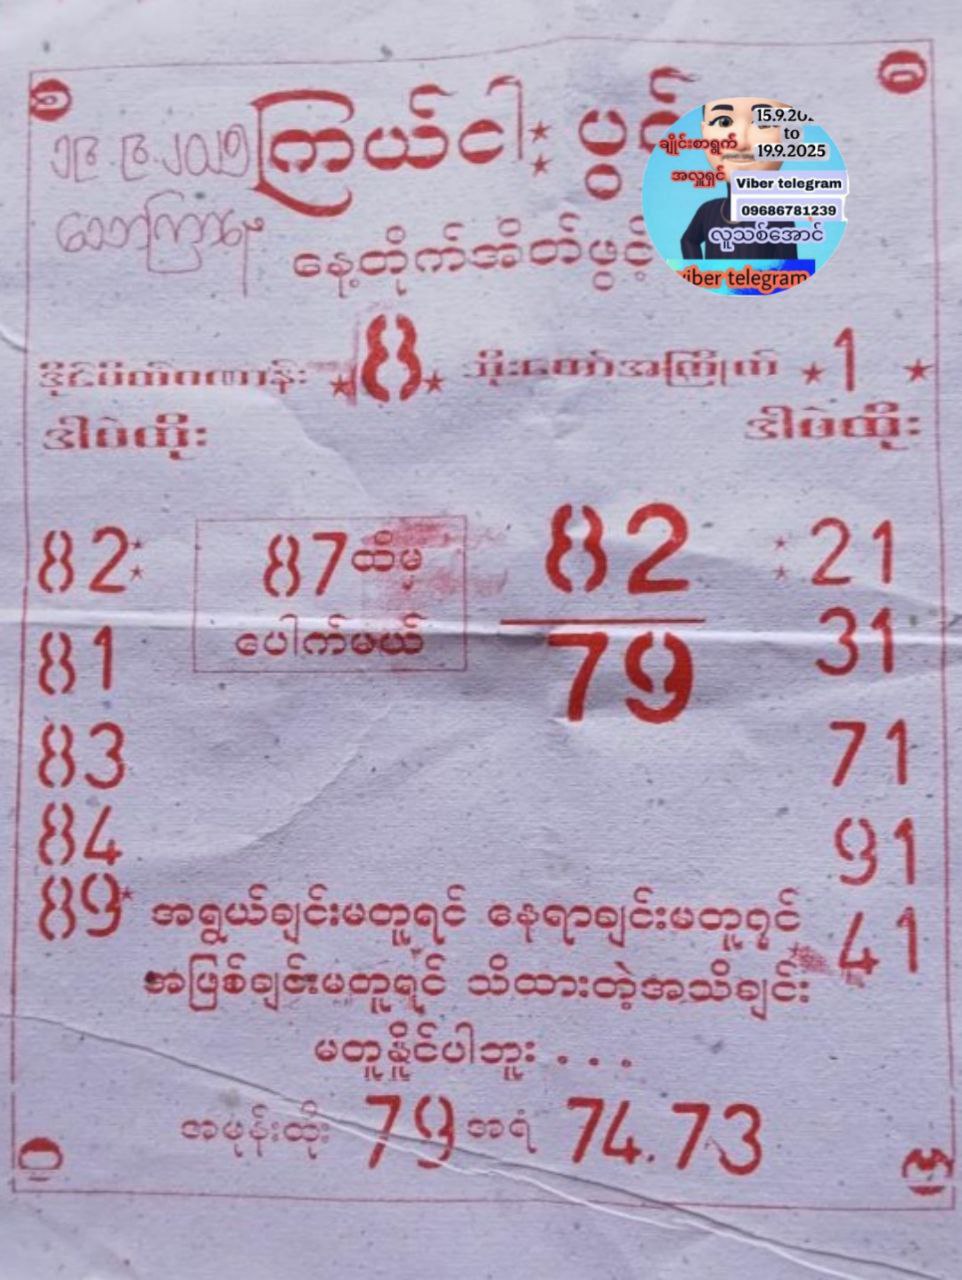 ကြယ်ငါးပွင့်
၁၉.၉.၂၀၂၅
သောကြာနေ့
နေ့တိုက်အိတ်ဖွင့်
15.9.202
to
19.9.2025
ချိုင်းစာရွက်
အလှူရှင်
Viber telegram
09686781239
လူသစ်အောင်
viber telegram
ဒိုင်ပိတ်ဂဏန်း 8 ဘိုးတော်အကြိုက် 1
ဒါပဲထိုး ဒါပဲထိုး
82 87 ထိမှ 82 21
81 ပေါက်မယ် 79 31
83 71
84 91
89 အရွယ်ချင်းမတူရင် နေရာချင်းမတူရင် 41
အဖြစ်ချင်းမတူရင် သိထားတဲ့အသိချင်း
မတူနိုင်ပါဘူး . . .
အမုန်းထိုး 79 အရံ 74.73